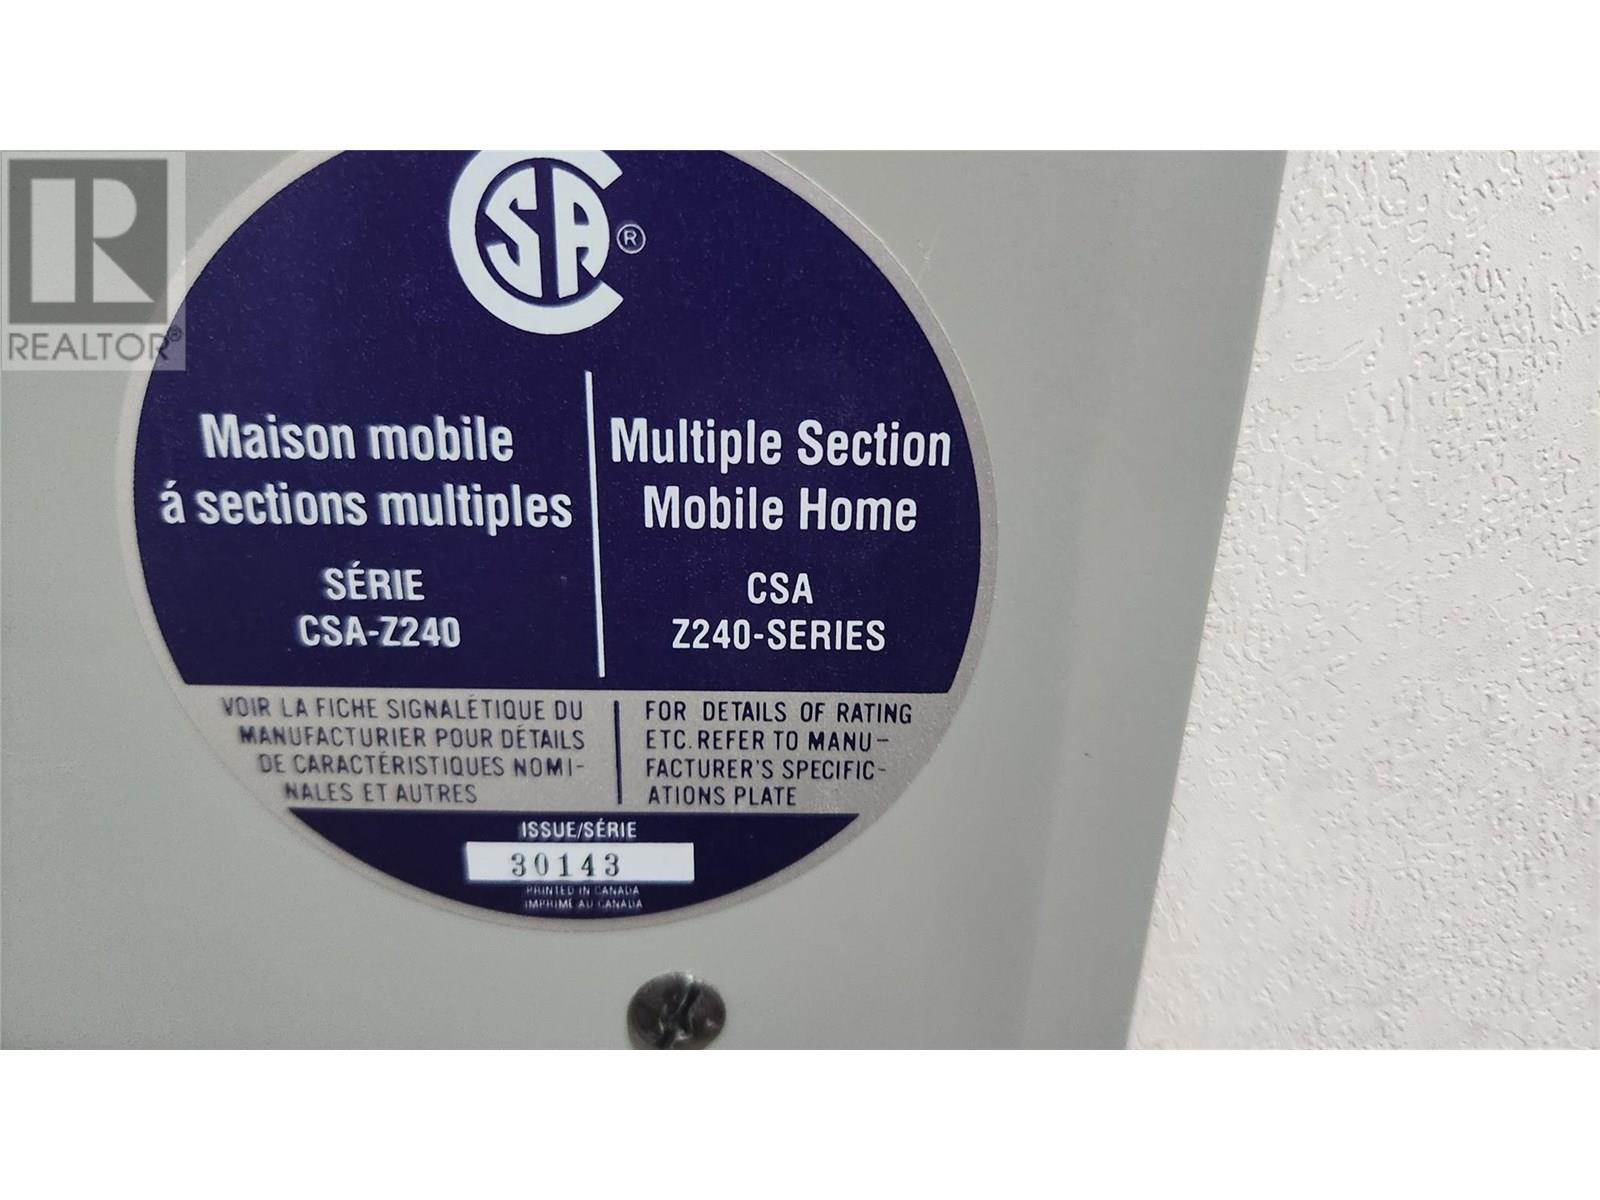 REALTOR®
CSA®
Maison mobile
á sections multiples
SÉRIE
CSA-Z240
Multiple Section
Mobile Home
CSA
Z240-SERIES
VOIR LA FICHE SIGNALÉTIQUE DU
MANUFACTURIER POUR DÉTAILS
DE CARACTÉRISTIQUES NOMI-
NALES ET AUTRES
FOR DETAILS OF RATING
ETC. REFER TO MANU-
FACTURER'S SPECIFIC-
ATIONS PLATE
ISSUE/SÉRIE
30143
PRINTED IN CANADA
IMPRIMÉ AU CANADA